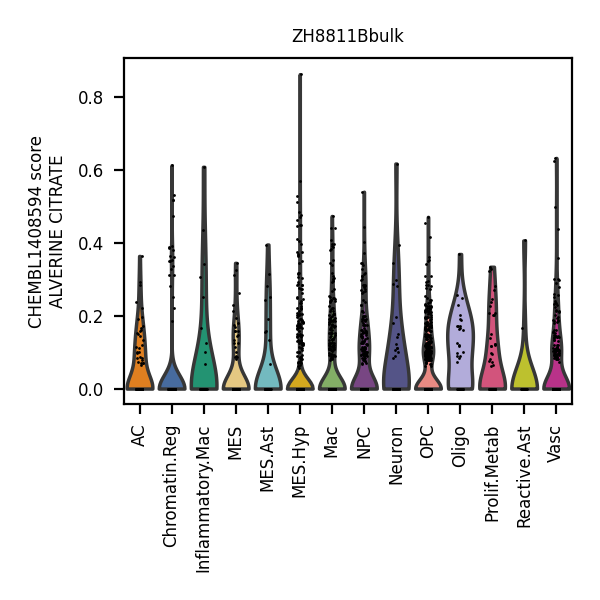 ZH8811Bbulk
CHEMBL1408594 score
ALVERINE CITRATE
0.8
0.6
0.4
0.2
0.0
AC
Chromatin.Reg
Inflammatory.Mac
MES
MES.Ast
MES.Hyp
Mac
NPC
Neuron
OPC
Oligo
Prolif.Metab
Reactive.Ast
Vasc